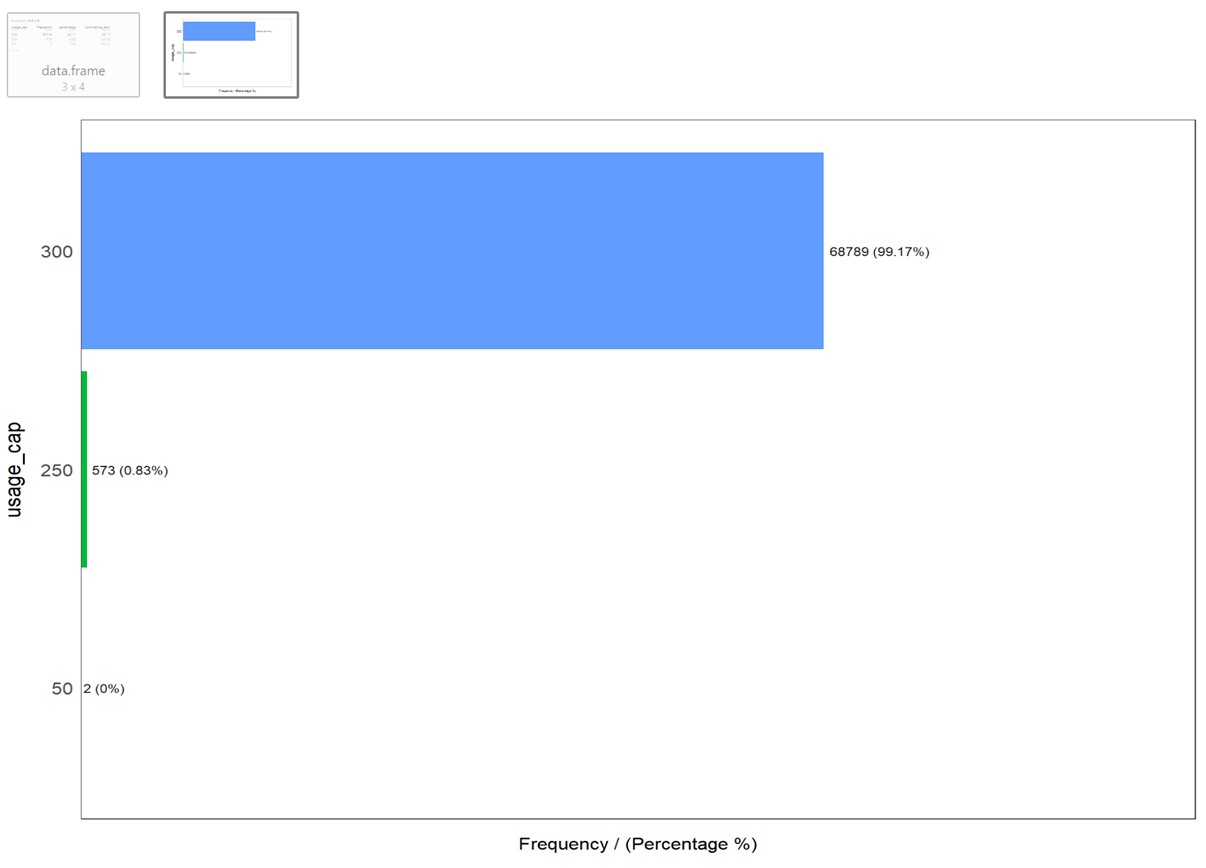 data.frame
3 x 4
300
68789 (99.17%)
usage_cap
250
573 (0.83%)
50
2 (0%)
Frequency / (Percentage %)